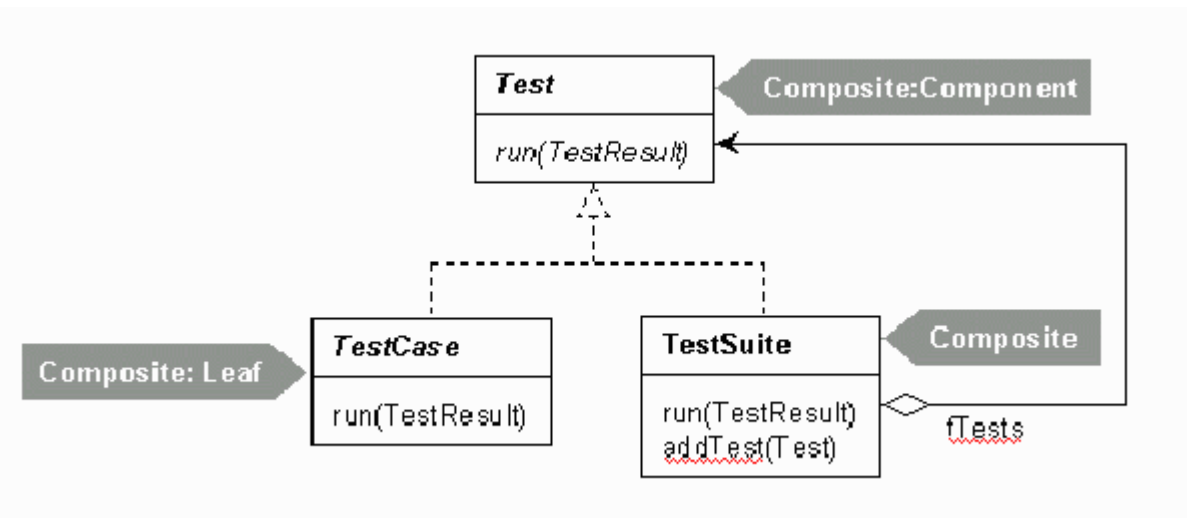 Test
Composite:Component
run(TestResult)
TestCase
TestSuite
Composite
Composite: Leaf
run(TestResult)
run(TestResult)
addTest(Test)
fTests